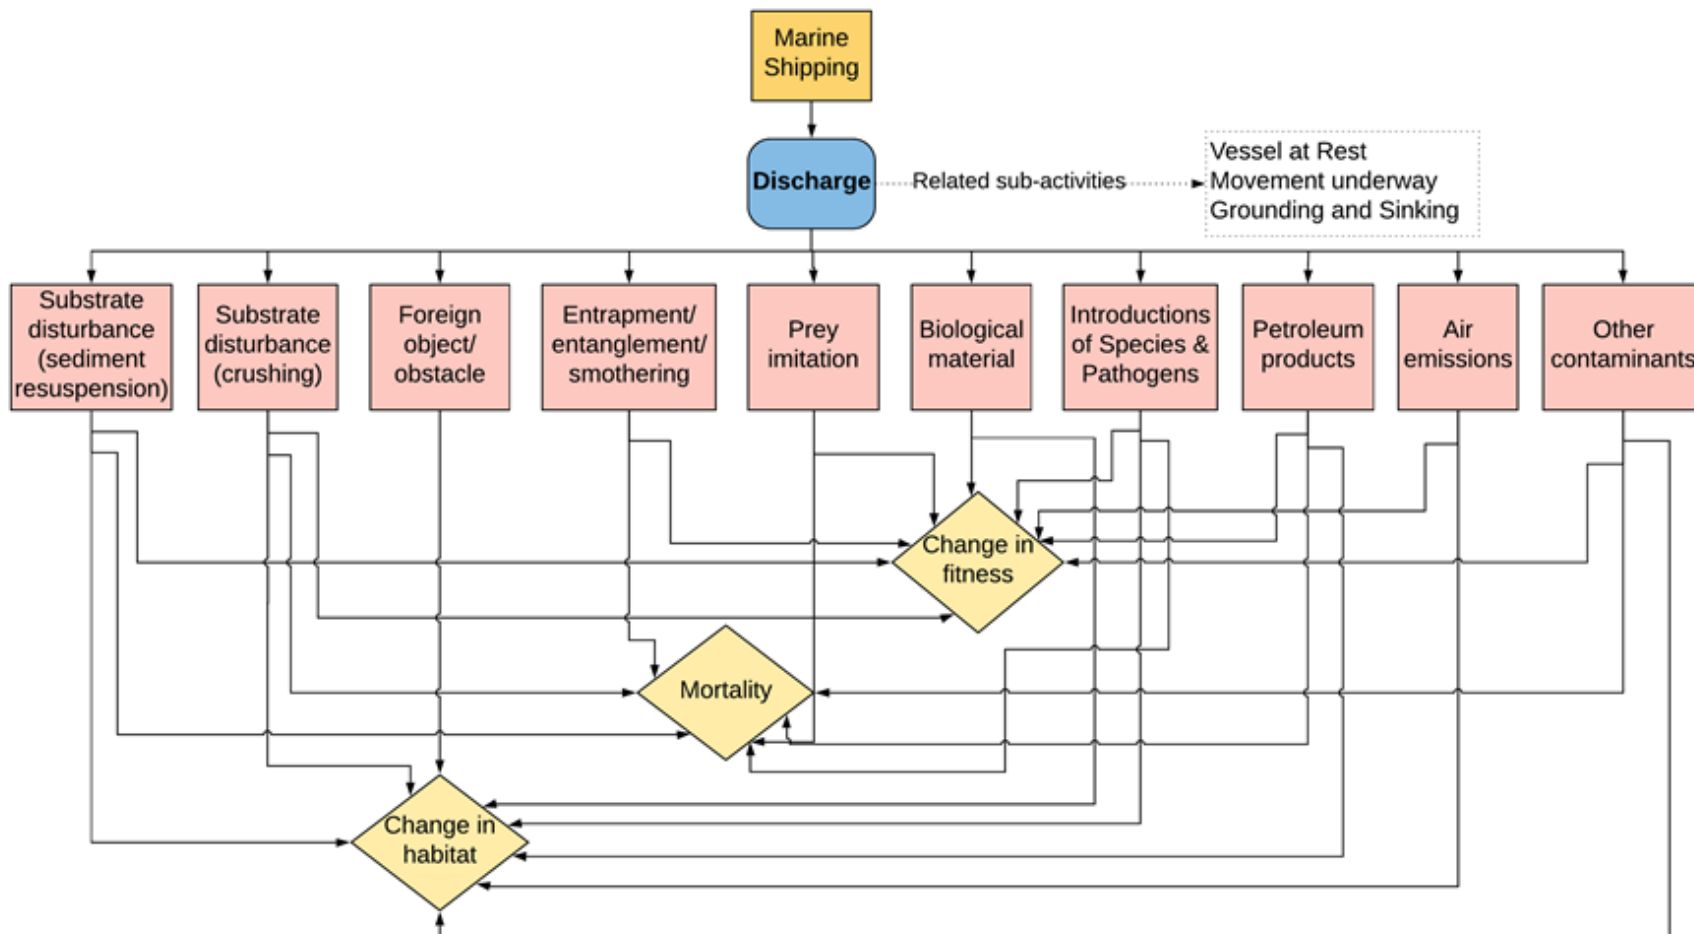 Marine
Shipping
Discharge
Related sub-activities
Vessel at Rest
Movement underway
Grounding and Sinking
Substrate
disturbance
(sediment
resuspension)
Substrate
disturbance
(crushing)
Foreign
object/
obstacle
Entrapment/
entanglement/
smothering
Prey
imitation
Biological
material
Introductions
of Species &
Pathogens
Petroleum
products
Air
emissions
Other
contaminants
Change in
fitness
Mortality
Change in
habitat